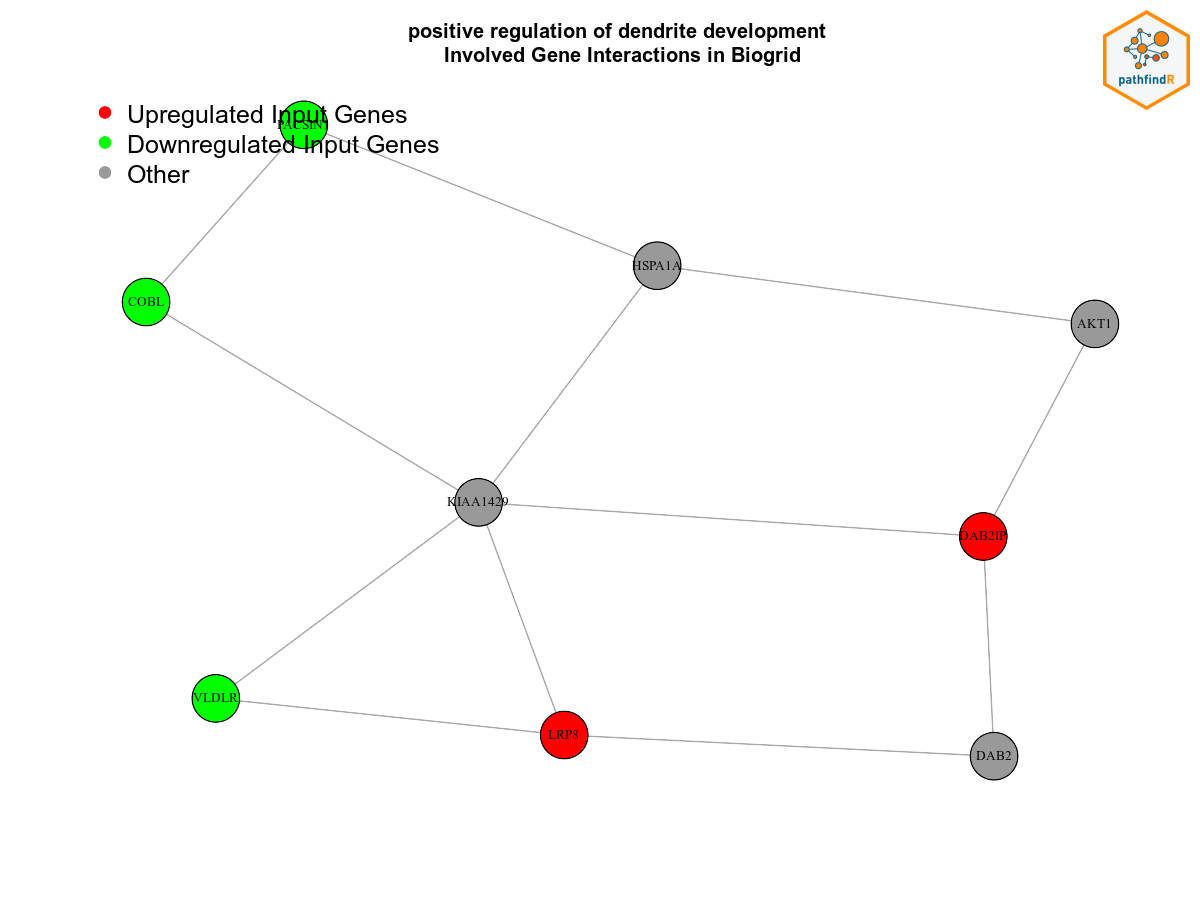 positive regulation of dendrite development
Involved Gene Interactions in Biogrid
pathfindR
Upregulated Input Genes
PACSIN1
Downregulated Input Genes
Other
HSPA1A
COBL
AKT1
KIAA1429
DAB2IP
VLDLR
LRP8
DAB2